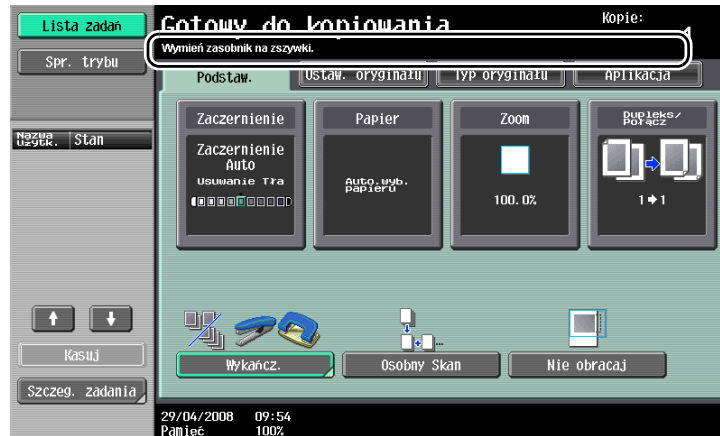 Lista zadań
Spr. trybu
Nazwa użytk.
Stan
Kasuj
Szczeg. zadania
Gotowy do kopiowania
Kopie:
Wymień zasobnik na zszywki.
Podstaw.
Ustaw. oryginału
Typ oryginału
Aplikacja
Zaczernienie
Zaczernienie
Auto
Usuwanie Tła
Papier
Auto.wyb.
papieru
Zoom
100.0%
Dupleks/
Połącz
1 → 1
Wykańcz.
Osobny Skan
Nie obracaj
29/04/2008 09:54
Pamięć 100%